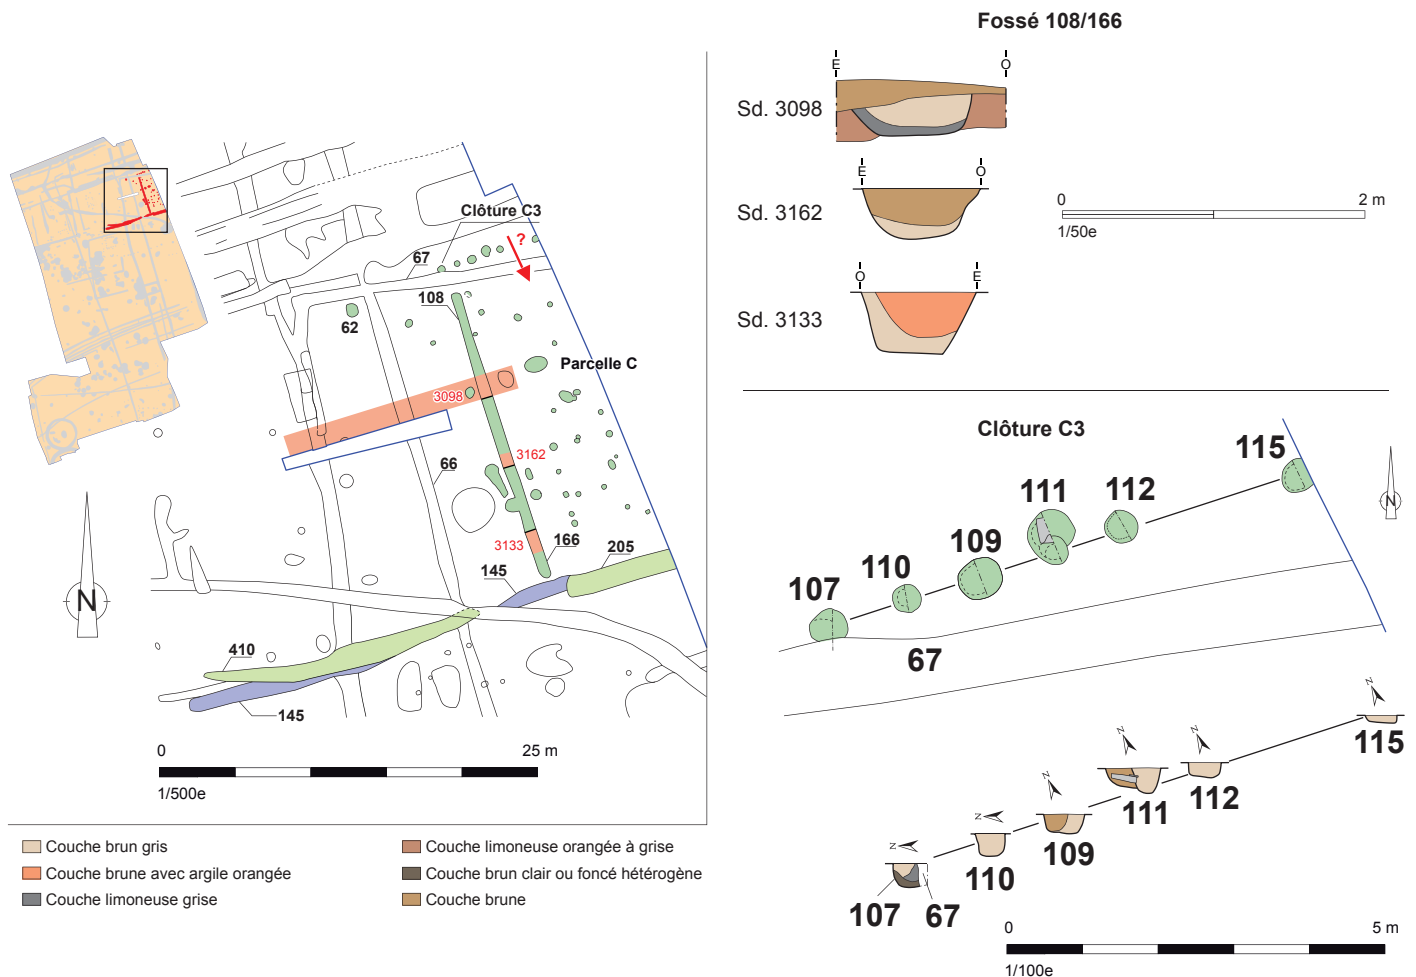 Fossé 108/166
E
O
Sd. 3098
E
O
Sd. 3162
0
2 m
1/50e
O
E
Sd. 3133
Clôture C3
?
67
108
62
Parcelle C
3098
3162
66
3133
166
205
145
410
145
N
0
25 m
1/500e
Clôture C3
115
111
112
109
110
107
67
N
115
N
N
111
112
N
109
N
110
N
107
67
0
5 m
1/100e
Couche brun gris
Couche brune avec argile orangée
Couche limoneuse grise
Couche limoneuse orangée à grise
Couche brun clair ou foncé hétérogène
Couche brune